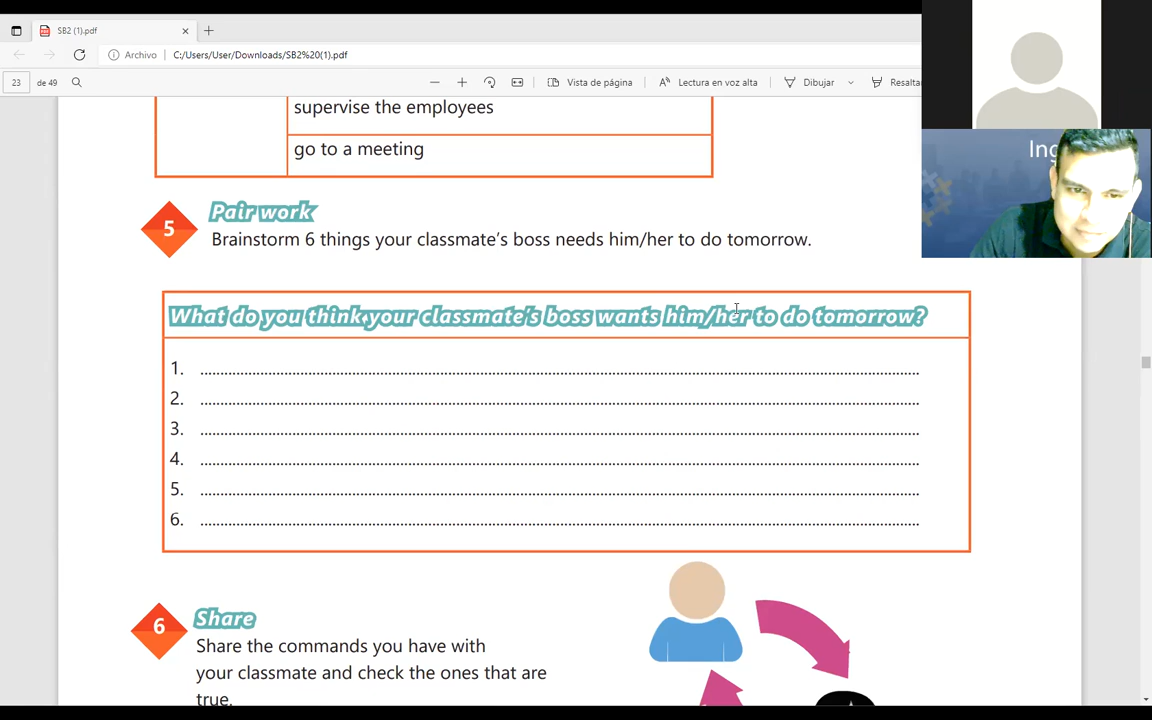 SB2 (1).pdf
Archivo
C:/Users/User/Downloads/SB2%20(1).pdf
23
de 49
Vista de página
Lectura en voz alta
Dibujar
Resaltar
supervise the employees
go to a meeting
5
Pair work
Brainstorm 6 things your classmate's boss needs him/her to do tomorrow.
What do you think your classmate's boss wants him/her to do tomorrow?
1.
2.
3.
4.
5.
6.
6
Share
Share the commands you have with
your classmate and check the ones that are
true.